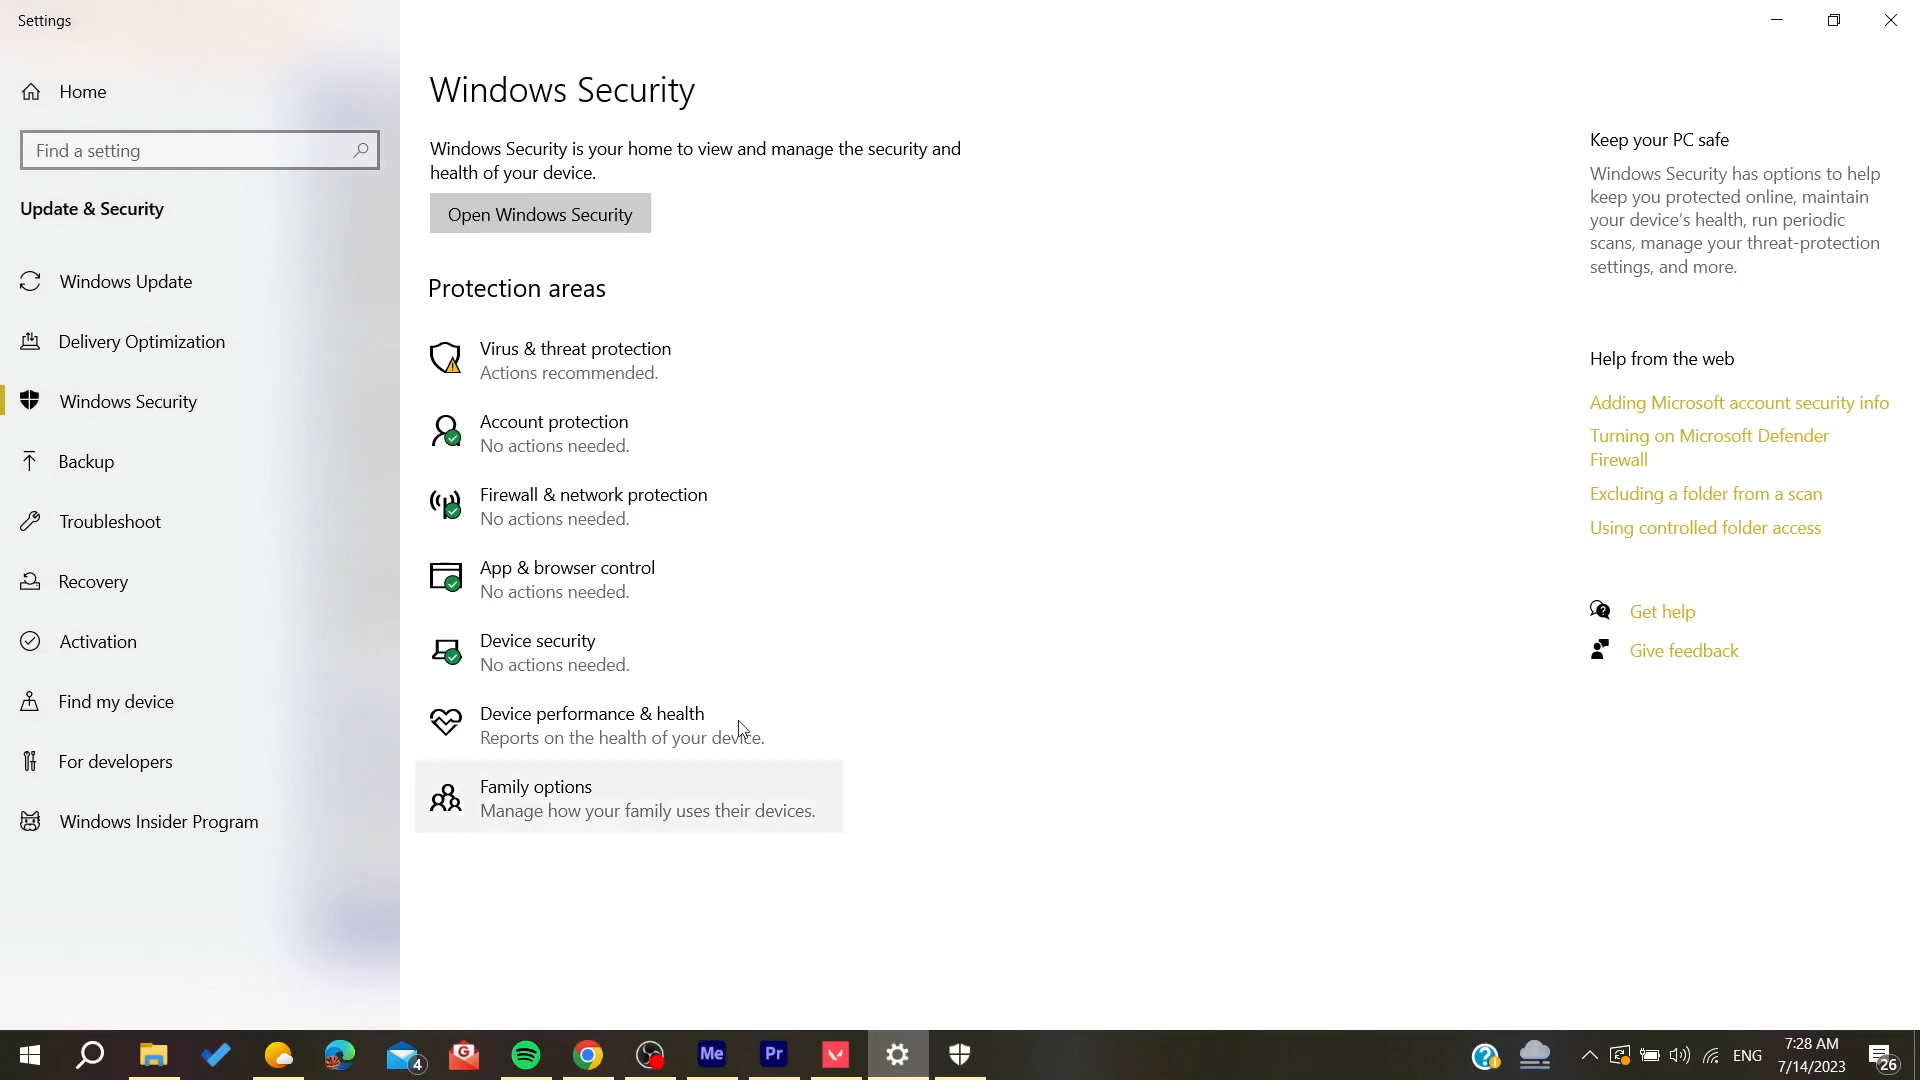 Settings
Home
Find a setting
Update & Security
Windows Update
Delivery Optimization
Windows Security
Backup
Troubleshoot
Recovery
Activation
Find my device
For developers
Windows Insider Program
Windows Security
Windows Security is your home to view and manage the security and
health of your device.
Open Windows Security
Protection areas
Virus & threat protection
Actions recommended.
Account protection
No actions needed.
Firewall & network protection
No actions needed.
App & browser control
No actions needed.
Device security
No actions needed.
Device performance & health
Reports on the health of your device.
Family options
Manage how your family uses their devices.
Keep your PC safe
Windows Security has options to help
keep you protected online, maintain
your device's health, run periodic
scans, manage your threat-protection
settings, and more.
Help from the web
Adding Microsoft account security info
Turning on Microsoft Defender
Firewall
Excluding a folder from a scan
Using controlled folder access
Get help
Give feedback
4
G
Me
Pr
ENG
7:28 AM
7/14/2023
26